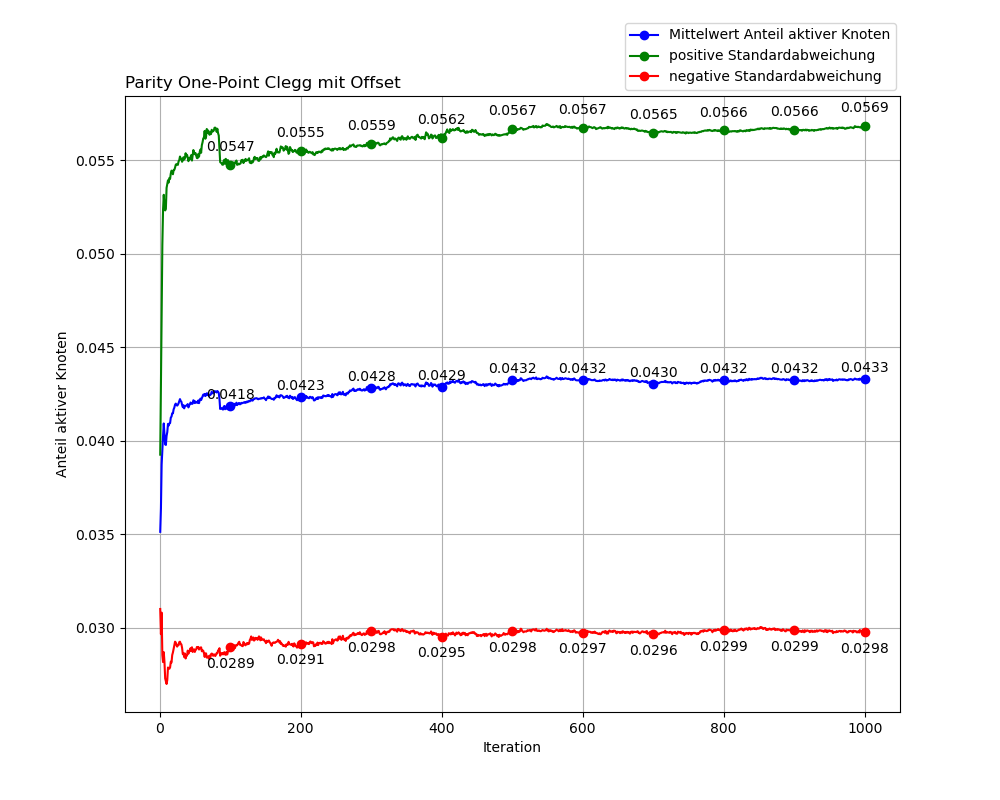 Mittelwert Anteil aktiver Knoten
positive Standardabweichung
negative Standardabweichung
Parity One-Point Clegg mit Offset
0.0547 0.0555 0.0559 0.0562 0.0567 0.0567 0.0565 0.0566 0.0566 0.0569
0.0418 0.0423 0.0428 0.0429 0.0432 0.0432 0.0430 0.0432 0.0432 0.0433
0.0289 0.0291 0.0298 0.0295 0.0298 0.0297 0.0296 0.0299 0.0299 0.0298
0.055
0.050
0.045
0.040
0.035
0.030
Anteil aktiver Knoten
0 200 400 600 800 1000
Iteration